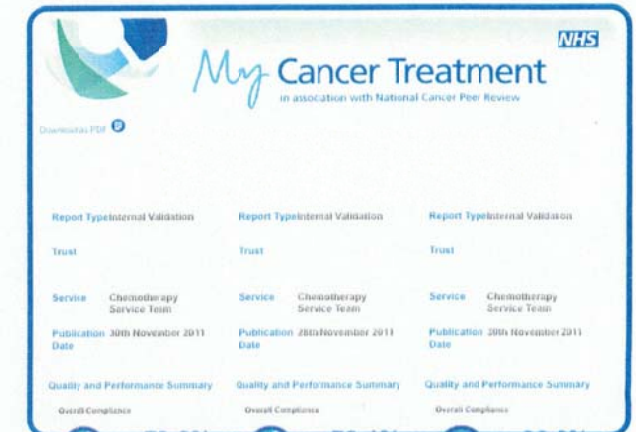 NHS
My Cancer Treatment
in assocation with National Cancer Peer Review
Download as PDF
Report Type Internal Validation
Trust
Service Chemotherapy
Service Team
Publication 30th November 2011
Date
Quality and Performance Summary
Overall Compliance
Report Type Internal Validation
Trust
Service Chemotherapy
Service Team
Publication 28th November 2011
Date
Quality and Performance Summary
Overall Compliance
Report Type Internal Validation
Trust
Service Chemotherapy
Service Team
Publication 30th November 2011
Date
Quality and Performance Summary
Overall Compliance